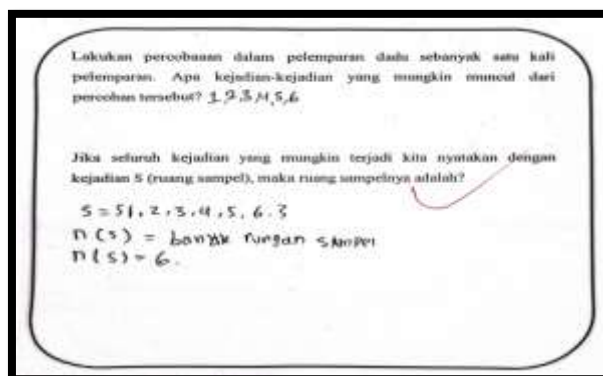 Lakukan percobaan dalam pelemparan dadu sebanyak satu kali
pelemparan. Apa kejadian-kejadian yang mungkin muncul dari
percoban tersebut? 1,2,3,4,5,6
Jika seluruh kejadian yang mungkin terjadi kita nyatakan dengan
kejadian S (ruang sampel), maka ruang sampelnya adalah?
S = {1, 2, 3, 4, 5, 6. }
n(s) = banyak rungan sampel
n(s) = 6.